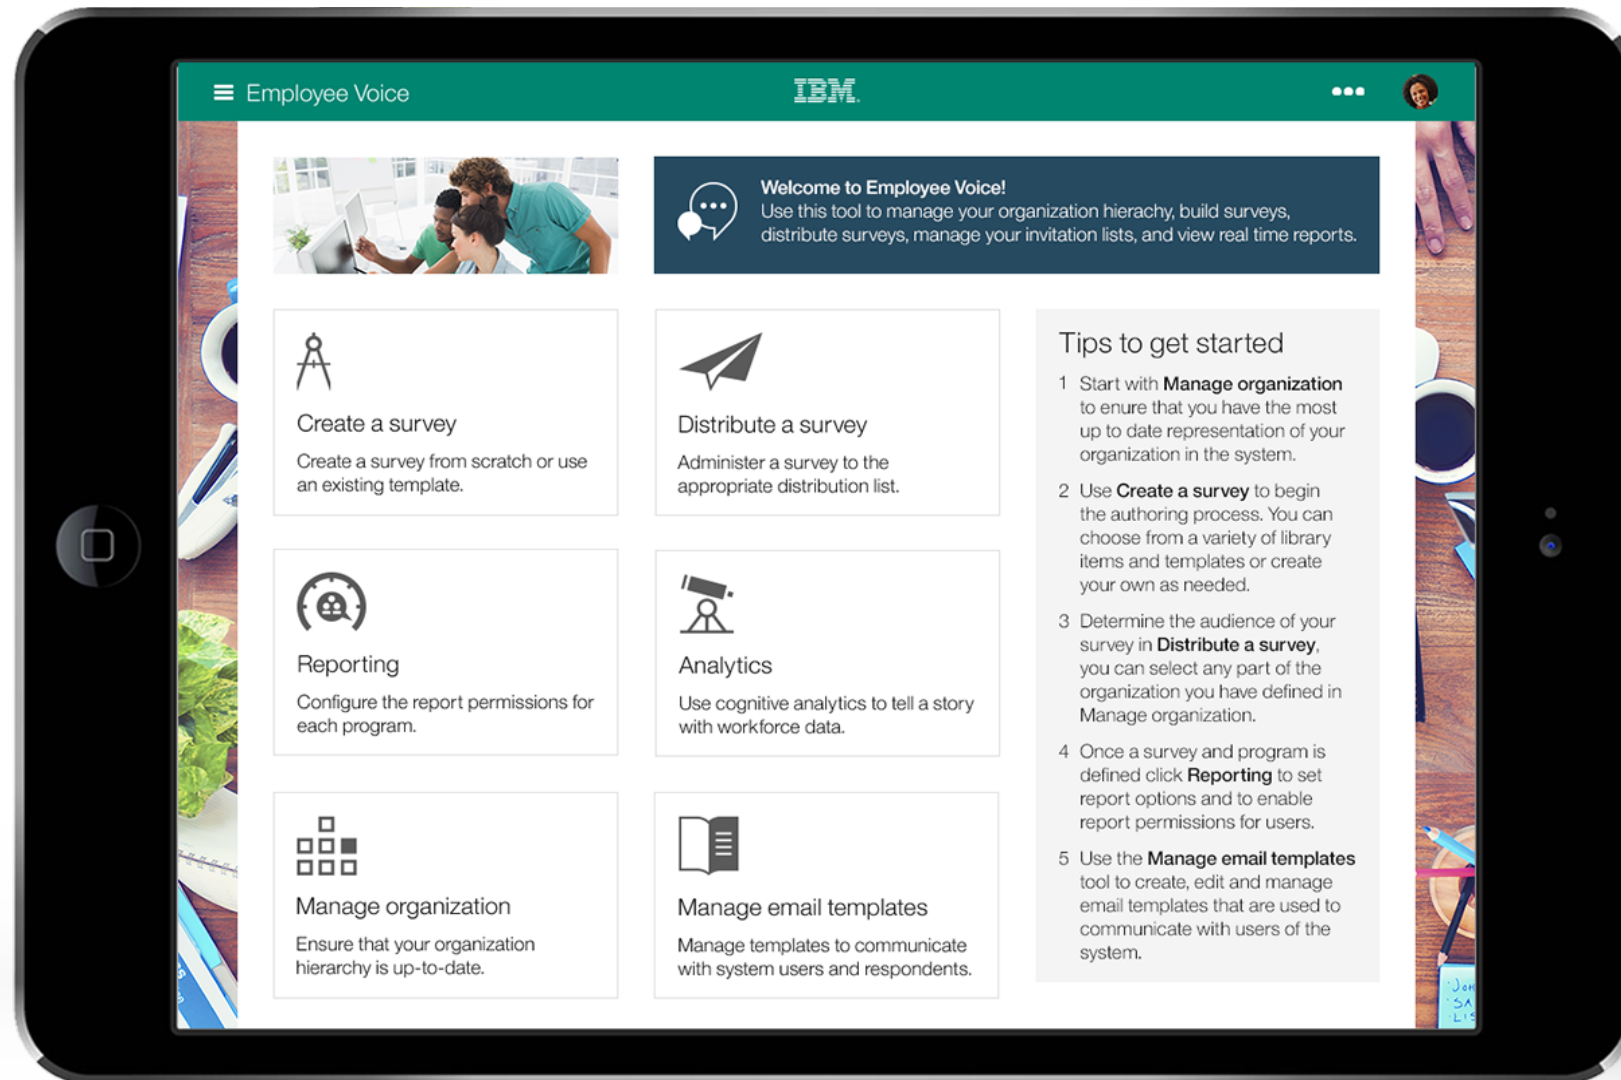 Employee Voice
IBM
Welcome to Employee Voice!
Use this tool to manage your organization hierachy, build surveys,
distribute surveys, manage your invitation lists, and view real time reports.
Create a survey
Create a survey from scratch or use
an existing template.
Distribute a survey
Administer a survey to the
appropriate distribution list.
Reporting
Configure the report permissions for
each program.
Analytics
Use cognitive analytics to tell a story
with workforce data.
Manage organization
Ensure that your organization
hierarchy is up-to-date.
Manage email templates
Manage templates to communicate
with system users and respondents.
Tips to get started
1 Start with Manage organization
to enure that you have the most
up to date representation of your
organization in the system.
2 Use Create a survey to begin
the authoring process. You can
choose from a variety of library
items and templates or create
your own as needed.
3 Determine the audience of your
survey in Distribute a survey,
you can select any part of the
organization you have defined in
Manage organization.
4 Once a survey and program is
defined click Reporting to set
report options and to enable
report permissions for users.
5 Use the Manage email templates
tool to create, edit and manage
email templates that are used to
communicate with users of the
system.